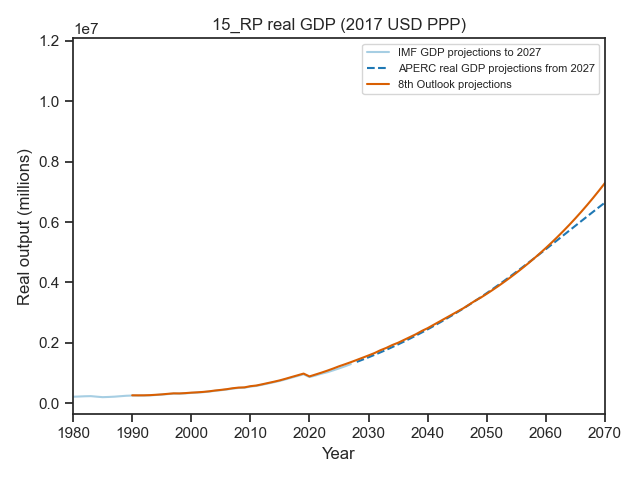 15_RP real GDP (2017 USD PPP)
1e7
IMF GDP projections to 2027
APERC real GDP projections from 2027
8th Outlook projections
Real output (millions)
1.2
1.0
0.8
0.6
0.4
0.2
0.0
1980 1990 2000 2010 2020 2030 2040 2050 2060 2070
Year